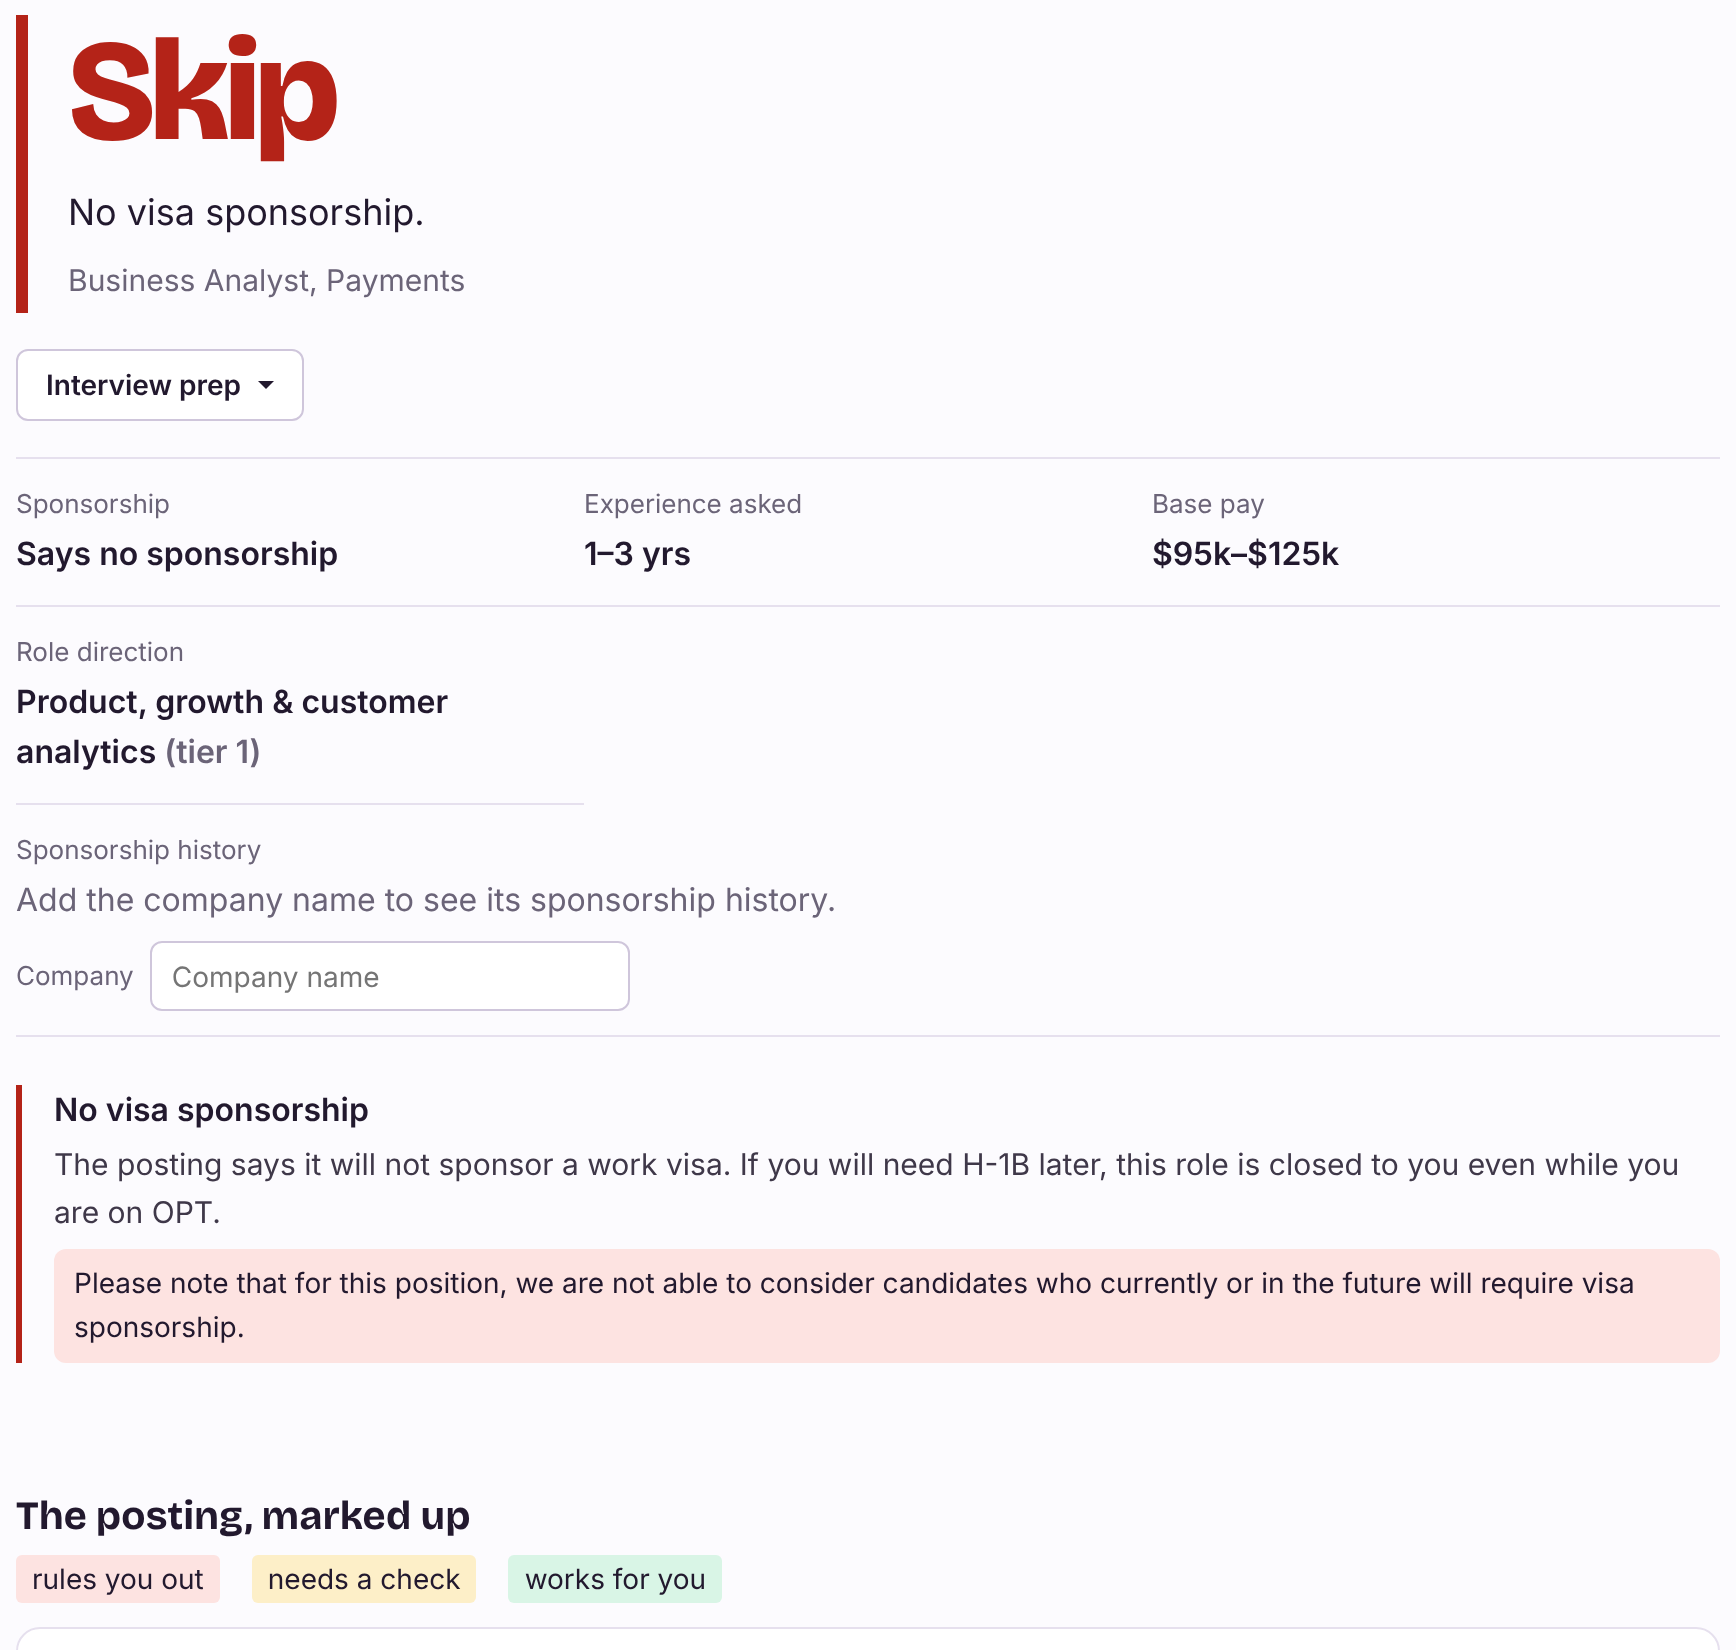 Skip
No visa sponsorship.
Business Analyst, Payments
Interview prep
Sponsorship
Says no sponsorship
Experience asked
1–3 yrs
Base pay
$95k–$125k
Role direction
Product, growth & customer
analytics (tier 1)
Sponsorship history
Add the company name to see its sponsorship history.
Company
Company name
No visa sponsorship
The posting says it will not sponsor a work visa. If you will need H-1B later, this role is closed to you even while you
are on OPT.
Please note that for this position, we are not able to consider candidates who currently or in the future will require visa
sponsorship.
The posting, marked up
rules you out
needs a check
works for you